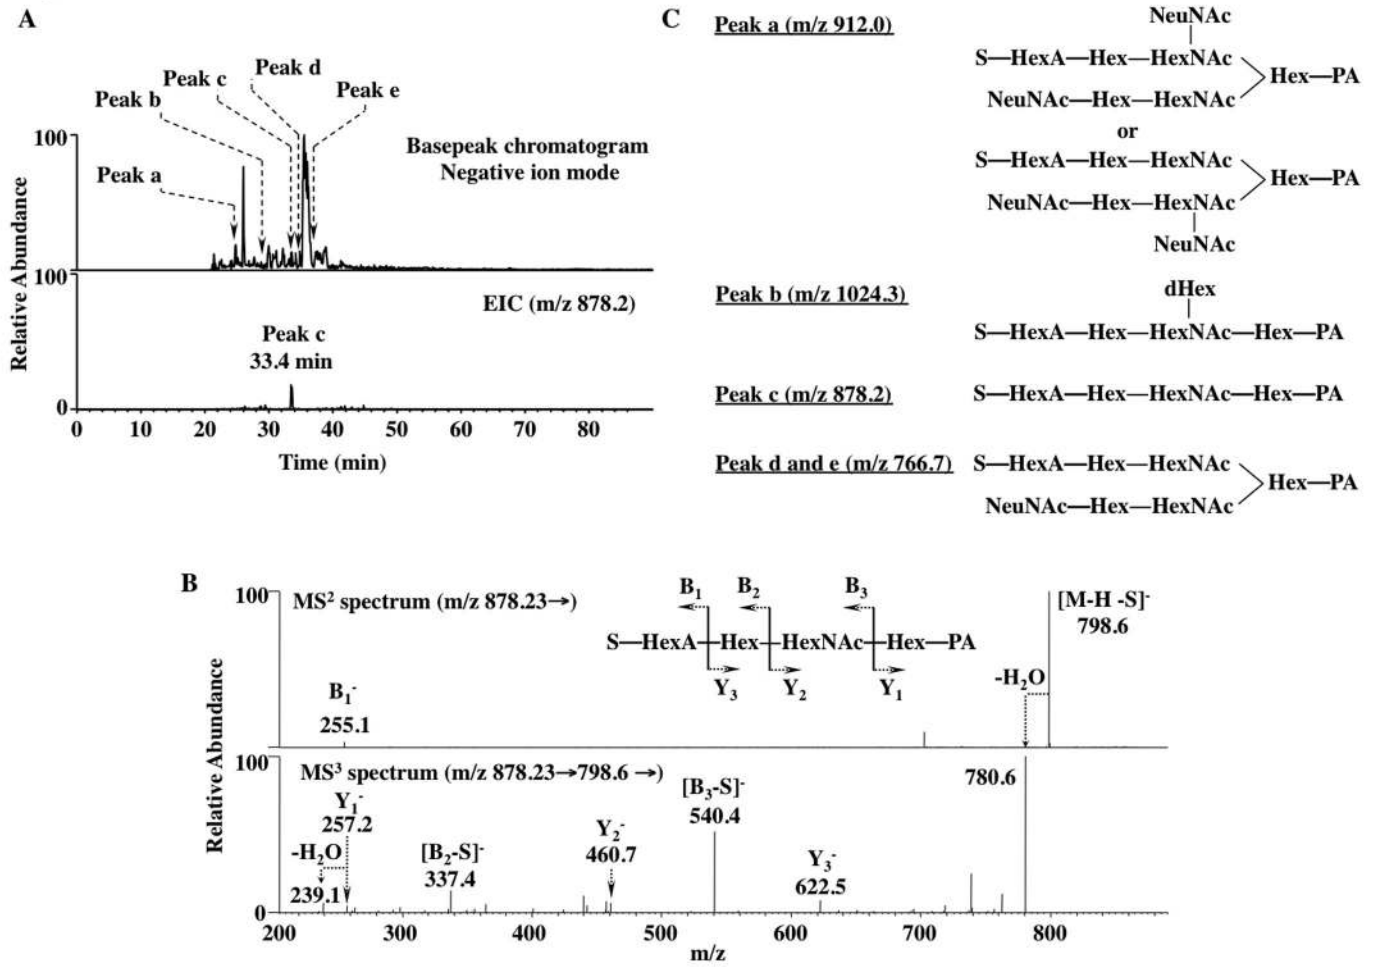 A
Peak a
Peak b
Peak c
Peak d
Peak e
Basepeak chromatogram
Negative ion mode
100
100
EIC (m/z 878.2)
Peak c
33.4 min
0
0 10 20 30 40 50 60 70 80
Time (min)
Relative Abundance
C
Peak a (m/z 912.0)
NeuNAc
S—HexA—Hex—HexNAc
Hex—PA
NeuNAc—Hex—HexNAc
or
S—HexA—Hex—HexNAc
Hex—PA
NeuNAc—Hex—HexNAc
NeuNAc
Peak b (m/z 1024.3)
dHex
S—HexA—Hex—HexNAc—Hex—PA
Peak c (m/z 878.2)
S—HexA—Hex—HexNAc—Hex—PA
Peak d and e (m/z 766.7)
S—HexA—Hex—HexNAc
Hex—PA
NeuNAc—Hex—HexNAc
B
100
MS² spectrum (m/z 878.23→)
B₁ B₂ B₃
S—HexA—Hex—HexNAc—Hex—PA
Y₃ Y₂ Y₁
[M-H -S]⁻
798.6
-H₂O
B₁⁻
255.1
Relative Abundance
100
MS³ spectrum (m/z 878.23→798.6 →)
Y₁⁻
257.2
-H₂O
239.1
[B₂-S]⁻
337.4
Y₂⁻
460.7
[B₃-S]⁻
540.4
Y₃⁻
622.5
780.6
0
200 300 400 500 600 700 800
m/z